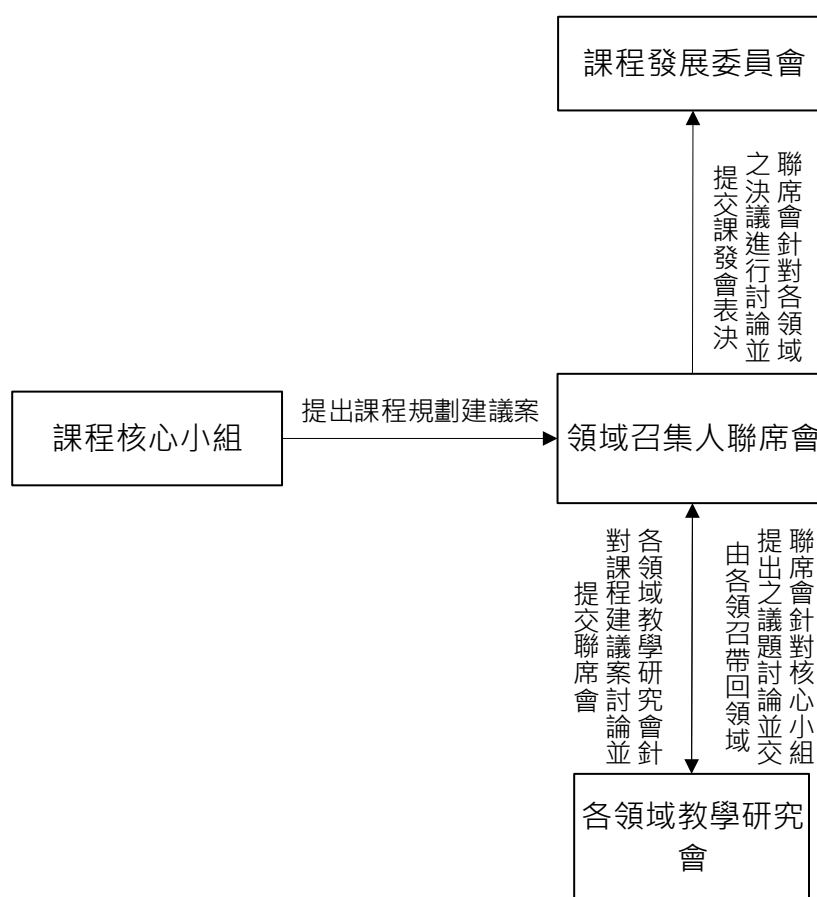 課程發展委員會
聯席會針對各領域
之決議進行討論並
提交課發會表決
課程核心小組
提出課程規劃建議案
領域召集人聯席會
各領域教學研究會針
對課程建議案討論並
提交聯席會
聯席會針對核心小組
提出之議題討論並交
由各領召帶回領域
各領域教學研究
會